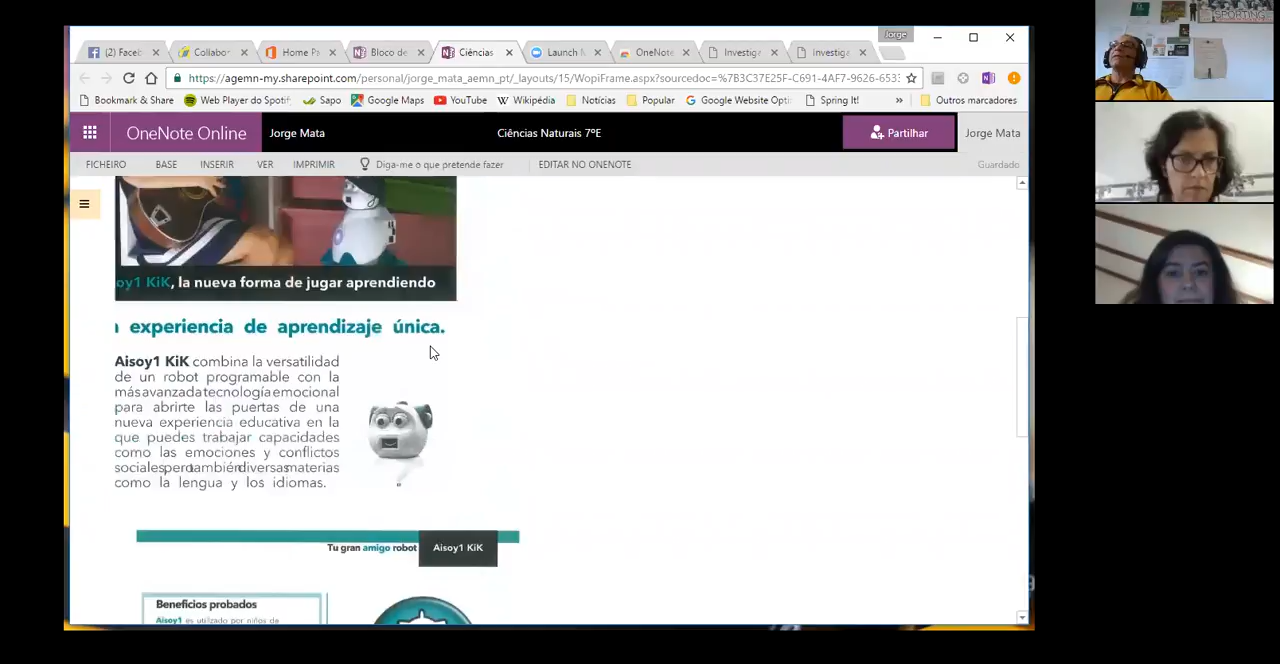 Jorge
(2) Faceb
Collabor
Home Pa
Bloco de
Ciências
Launch M
OneNote
Investiga
Investiga
https://agemn-my.sharepoint.com/personal/jorge_mata_aemn_pt/_layouts/15/WopiFrame.aspx?sourcedoc=%7B3C37E25F-C691-4AF7-9626-653
Bookmark & Share
Web Player do Spotif
Sapo
Google Maps
YouTube
Wikipédia
Notícias
Popular
Google Website Opti
Spring It!
»
Outros marcadores
OneNote Online
Jorge Mata
Ciências Naturais 7ºE
Partilhar
Jorge Mata
FICHEIRO
BASE
INSERIR
VER
IMPRIMIR
Diga-me o que pretende fazer
EDITAR NO ONENOTE
Guardado
SPORTING
oy1 KiK, la nueva forma de jugar aprendiendo
experiencia de aprendizaje única.
Aisoy1 KiK combina la versatilidad
de un robot programable con la
más avanzada tecnología emocional
para abrirte las puertas de una
nueva experiencia educativa en la
que puedes trabajar capacidades
como las emociones y conflictos
sociales, pero también diversas materias
como la lengua y los idiomas.
Tu gran amigo robot
Aisoy1 KiK
Beneficios probados
Aisoy1 es utilizado por niños de